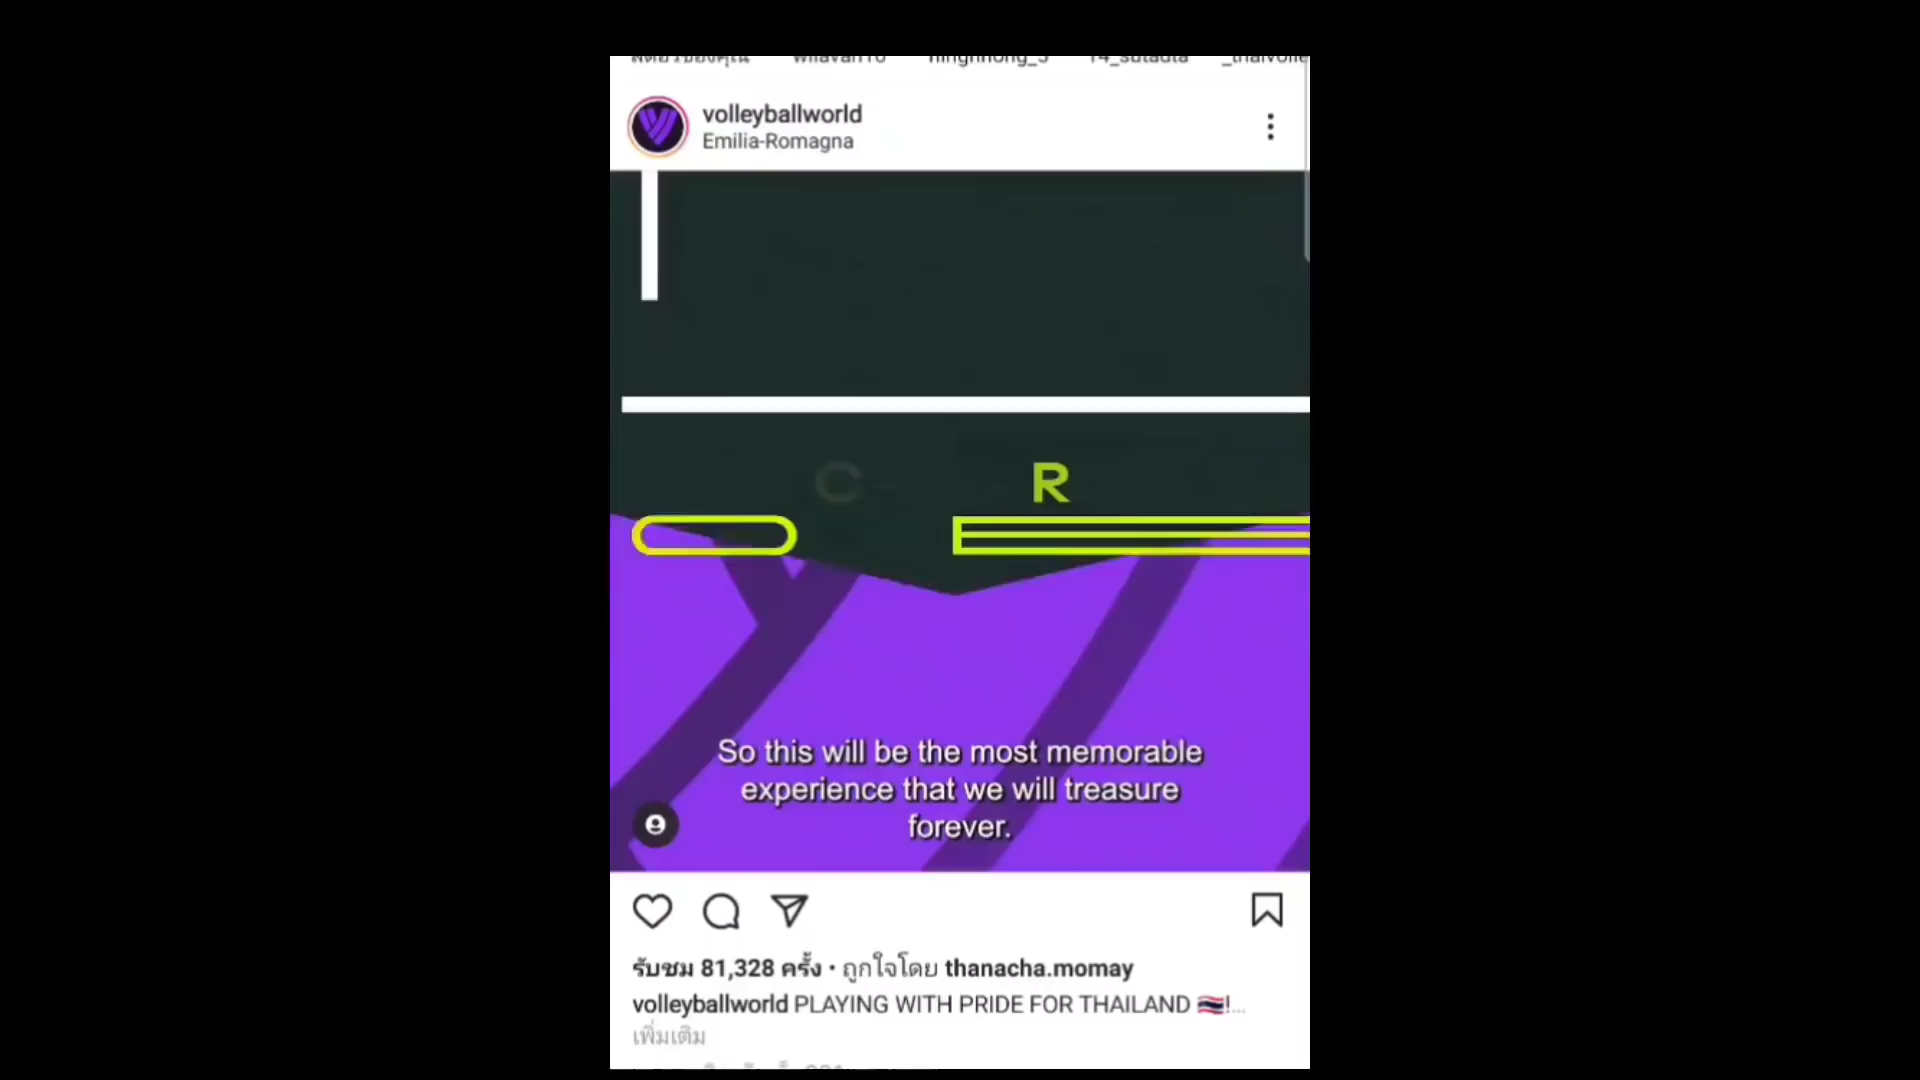 volleyballworld
Emilia-Romagna
C R
So this will be the most memorable
experience that we will treasure
forever.
รับชม 81,328 ครั้ง • ถูกใจโดย thanacha.momay
volleyballworld PLAYING WITH PRIDE FOR THAILAND 🇹🇭!...
เพิ่มเติม